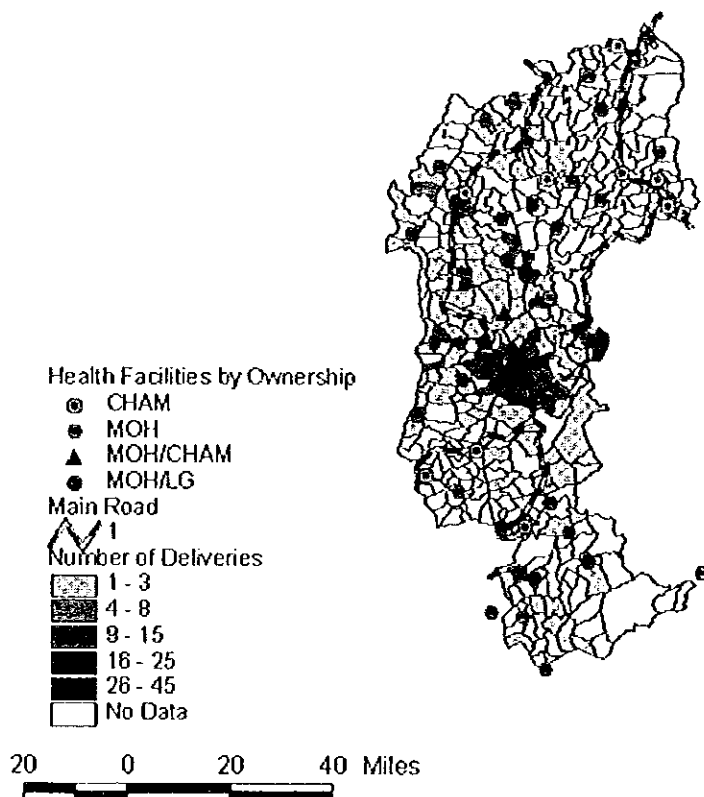 Health Facilities by Ownership
CHAM
MOH
MOH/CHAM
MOH/LG
Main Road
1
Number of Deliveries
1 - 3
4 - 8
9 - 15
16 - 25
26 - 45
No Data
20 0 20 40 Miles